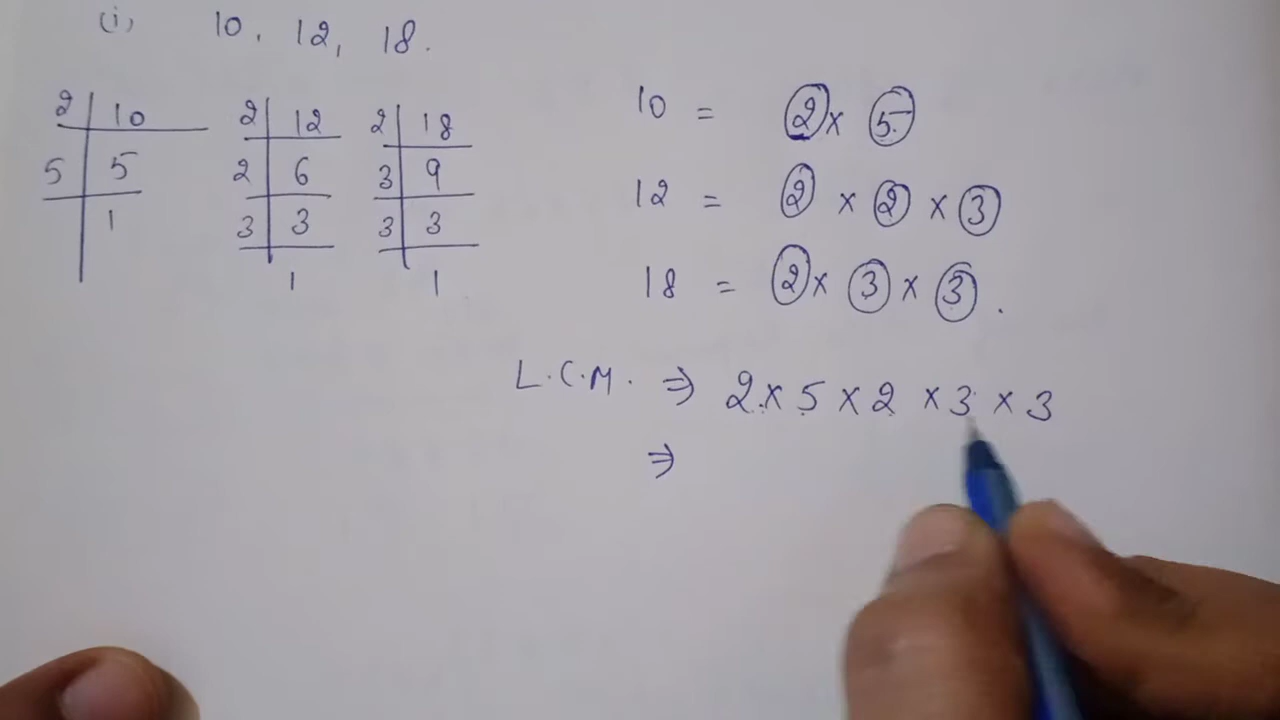 (i) 10, 12, 18.
2 | 10
5 | 5
1
2 | 12
2 | 6
3 | 3
1
2 | 18
3 | 9
3 | 3
1
10 = 2 x 5
12 = 2 x 2 x 3
18 = 2 x 3 x 3.
L.C.M. ⇒ 2 x 5 x 2 x 3 x 3
⇒